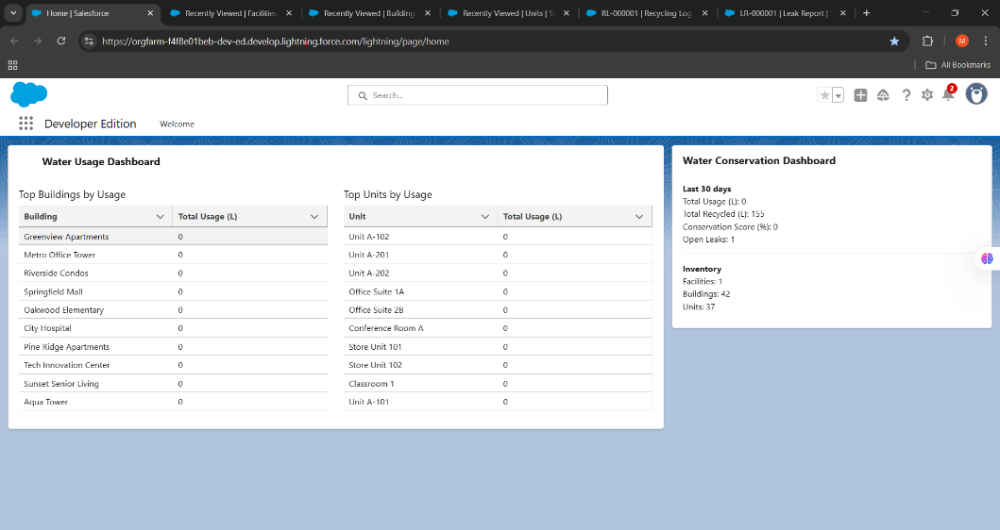 Home | Salesforce
Recently Viewed | Facilities
Recently Viewed | Building
Recently Viewed | Units | S
RL-000001 | Recycling Log
LR-000001 | Leak Report |
https://orgfarm-f4f8e01beb-dev-ed.develop.lightning.force.com/lightning/page/home
M
All Bookmarks
Search...
2
Developer Edition
Welcome
Water Usage Dashboard
Top Buildings by Usage
Building Total Usage (L)
Greenview Apartments 0
Metro Office Tower 0
Riverside Condos 0
Springfield Mall 0
Oakwood Elementary 0
City Hospital 0
Pine Ridge Apartments 0
Tech Innovation Center 0
Sunset Senior Living 0
Aqua Tower 0
Top Units by Usage
Unit Total Usage (L)
Unit A-102 0
Unit A-201 0
Unit A-202 0
Office Suite 1A 0
Office Suite 2B 0
Conference Room A 0
Store Unit 101 0
Store Unit 102 0
Classroom 1 0
Unit A-101 0
Water Conservation Dashboard
Last 30 days
Total Usage (L): 0
Total Recycled (L): 155
Conservation Score (%): 0
Open Leaks: 1
Inventory
Facilities: 1
Buildings: 42
Units: 37